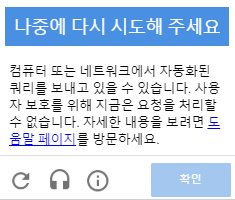 나중에 다시 시도해 주세요
컴퓨터 또는 네트워크에서 자동화된
쿼리를 보내고 있을 수 있습니다. 사용
자 보호를 위해 지금은 요청을 처리할
수 없습니다. 자세한 내용을 보려면 도
움말 페이지를 방문하세요.
확인